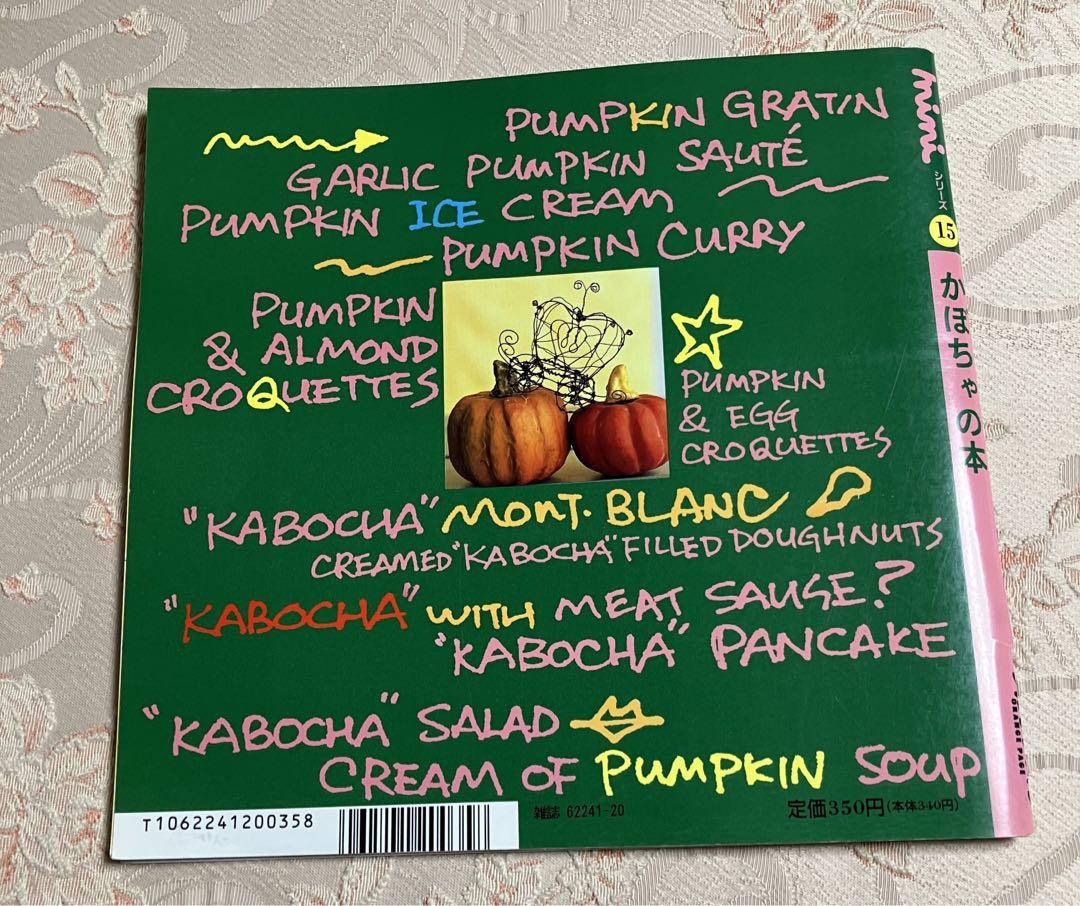 PUMPKIN GRATIN
GARLIC PUMPKIN SAUTÉ
PUMPKIN ICE CREAM
PUMPKIN CURRY
PUMPKIN
& ALMOND
CROQUETTES
PUMPKIN
& EGG
CROQUETTES
"KABOCHA" MONT. BLANC
CREAMED "KABOCHA" FILLED DOUGHNUTS
"KABOCHA" WITH MEAT SAUSE?
"KABOCHA" PANCAKE
"KABOCHA" SALAD
CREAM OF PUMPKIN SOUP
T1062241200358
雑誌 62241-20
定価350円(本体340円)
mini
シリーズ
15
かぼちゃの本
ORANGE PAGE